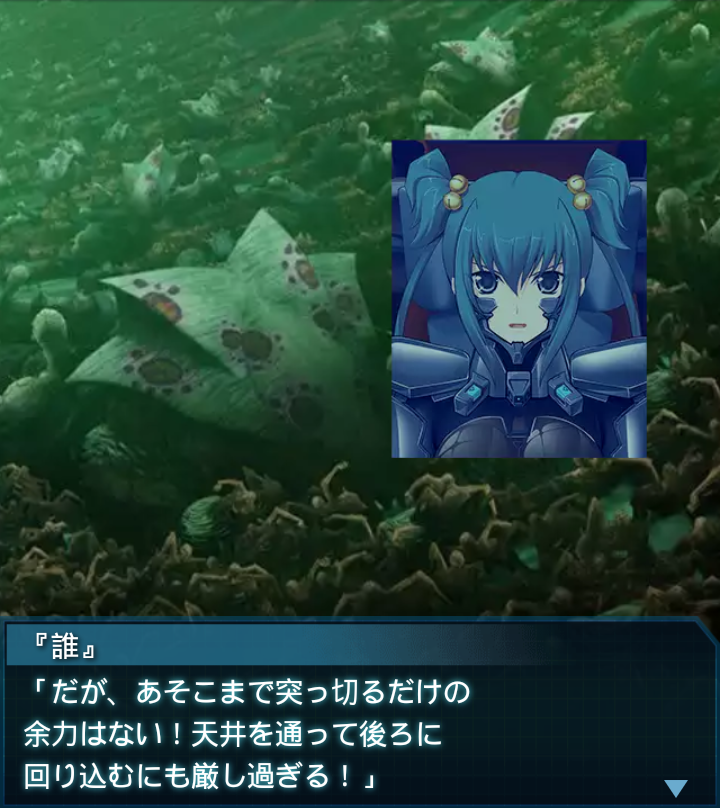 『誰』
「だが、あそこまで突っ切るだけの
余力はない！天井を通って後ろに
回り込むにも厳し過ぎる！」